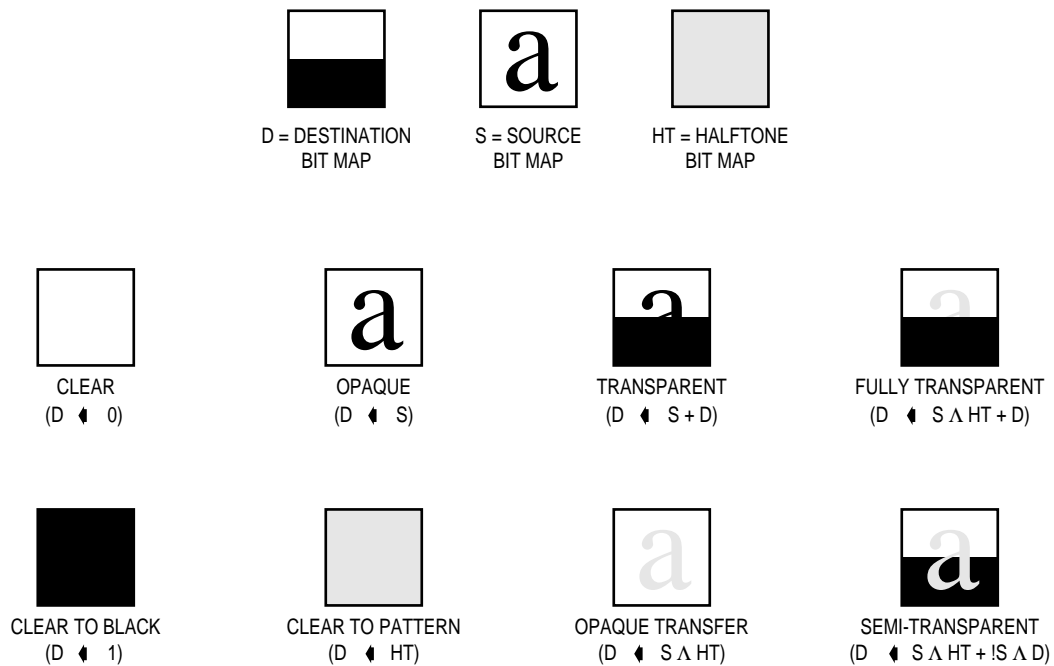 a
D = DESTINATION
BIT MAP
S = SOURCE
BIT MAP
HT = HALFTONE
BIT MAP
a
a
a
CLEAR
(D ⬅ 0)
OPAQUE
(D ⬅ S)
TRANSPARENT
(D ⬅ S + D)
FULLY TRANSPARENT
(D ⬅ S Λ HT + D)
a
a
CLEAR TO BLACK
(D ⬅ 1)
CLEAR TO PATTERN
(D ⬅ HT)
OPAQUE TRANSFER
(D ⬅ S Λ HT)
SEMI-TRANSPARENT
(D ⬅ S Λ HT + !S Λ D)